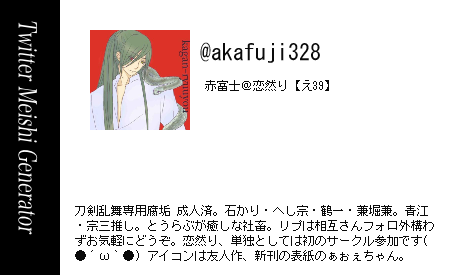 Twitter Meishi Generator
@akafuji328
赤富士@恋然り【え39】
刀剣乱舞専用腐垢 成人済。石かり・へし宗・鶴一・兼堀兼。青江
・宗三推し。とうらぶが癒しな社畜。リプは相互さんフォロ外構わ
ずお気軽にどうぞ。恋然り、単独としては初のサークル参加です(
●´ω｀●) アイコンは友人作、新刊の表紙のぁぉぇちゃん。